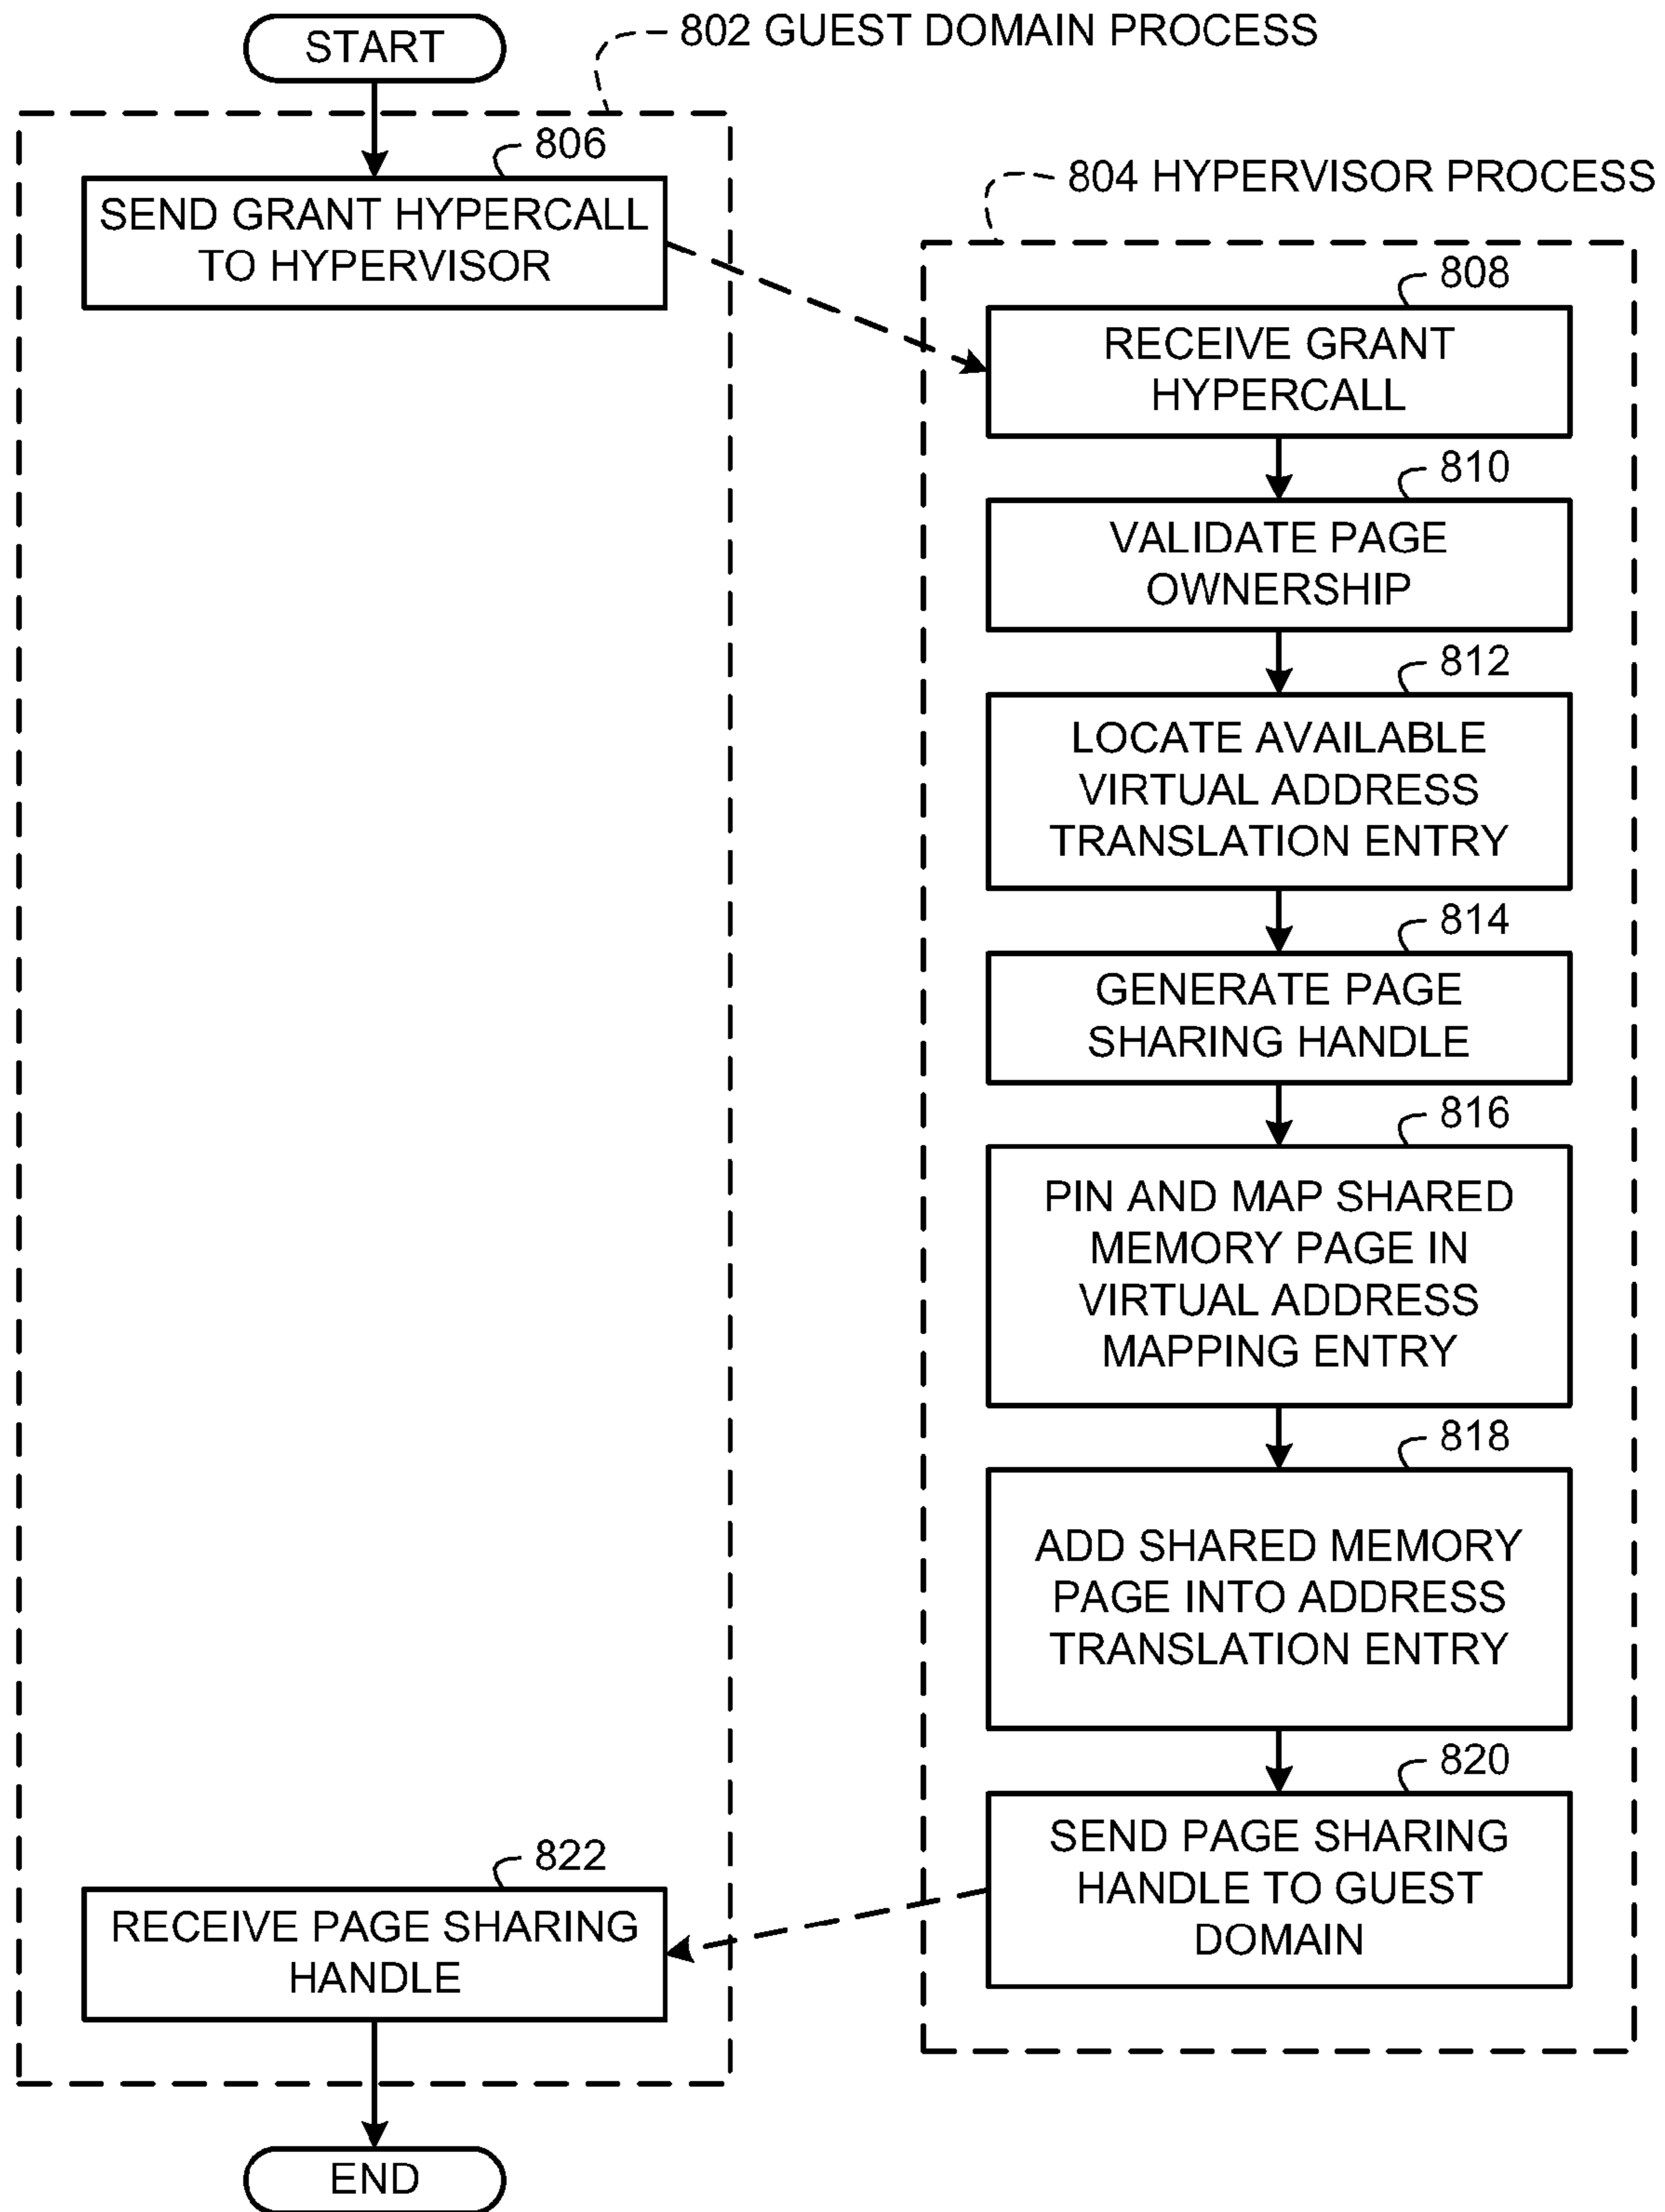 START
802 GUEST DOMAIN PROCESS
806
SEND GRANT HYPERCALL
TO HYPERVISOR
804 HYPERVISOR PROCESS
808
RECEIVE GRANT
HYPERCALL
810
VALIDATE PAGE
OWNERSHIP
812
LOCATE AVAILABLE
VIRTUAL ADDRESS
TRANSLATION ENTRY
814
GENERATE PAGE
SHARING HANDLE
816
PIN AND MAP SHARED
MEMORY PAGE IN
VIRTUAL ADDRESS
MAPPING ENTRY
818
ADD SHARED MEMORY
PAGE INTO ADDRESS
TRANSLATION ENTRY
820
SEND PAGE SHARING
HANDLE TO GUEST
DOMAIN
822
RECEIVE PAGE SHARING
HANDLE
END